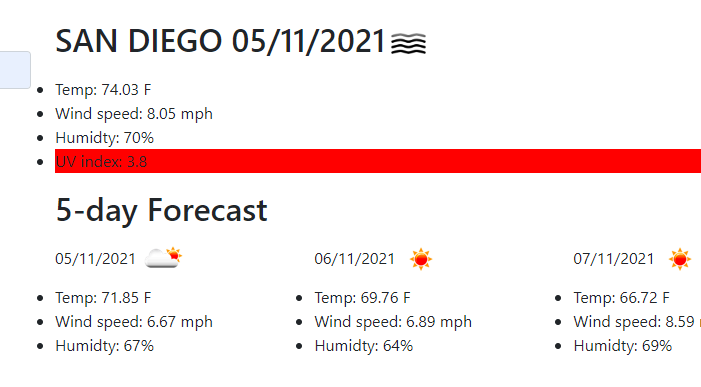 SAN DIEGO 05/11/2021
Temp: 74.03 F
Wind speed: 8.05 mph
Humidty: 70%
UV index: 3.8
5-day Forecast
05/11/2021 06/11/2021 07/11/2021
Temp: 71.85 F Temp: 69.76 F Temp: 66.72 F
Wind speed: 6.67 mph Wind speed: 6.89 mph Wind speed: 8.59
Humidty: 67% Humidty: 64% Humidty: 69%